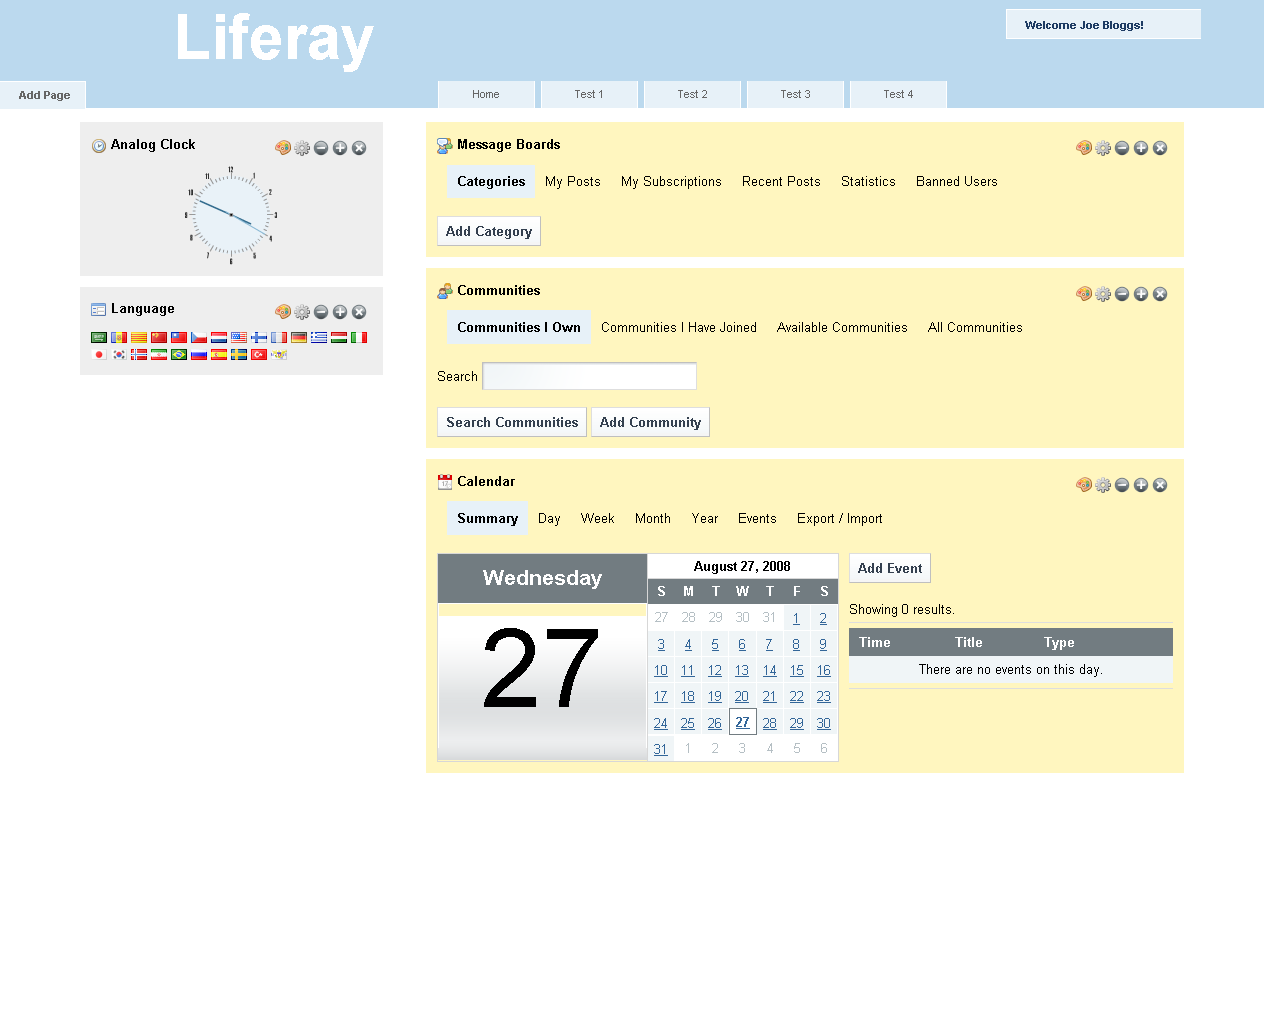 Liferay
Welcome Joe Bloggs!
Add Page
Home Test 1 Test 2 Test 3 Test 4
Analog Clock
12 1 2 3 4 5 6 7 8 9 10 11
Language
Message Boards
Categories My Posts My Subscriptions Recent Posts Statistics Banned Users
Add Category
Communities
Communities I Own Communities I Have Joined Available Communities All Communities
Search
Search Communities Add Community
Calendar
Summary Day Week Month Year Events Export / Import
Wednesday
27
August 27, 2008
S M T W T F S
27 28 29 30 31 1 2
3 4 5 6 7 8 9
10 11 12 13 14 15 16
17 18 19 20 21 22 23
24 25 26 27 28 29 30
31 1 2 3 4 5 6
Add Event
Showing 0 results.
Time Title Type
There are no events on this day.